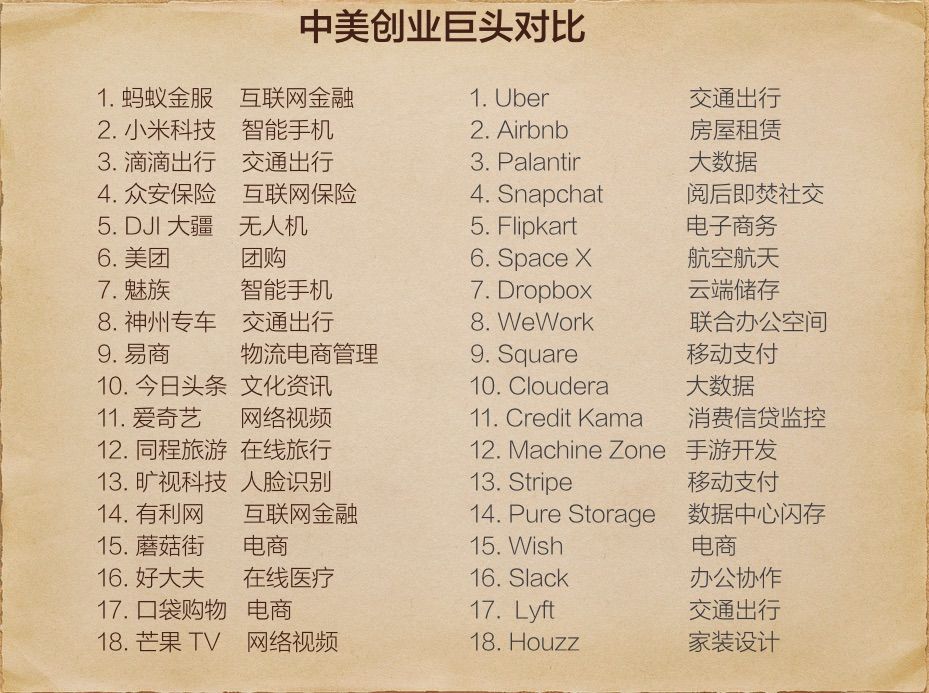 中美创业巨头对比
1. 蚂蚁金服 互联网金融 1. Uber 交通出行
2. 小米科技 智能手机 2. Airbnb 房屋租赁
3. 滴滴出行 交通出行 3. Palantir 大数据
4. 众安保险 互联网保险 4. Snapchat 阅后即焚社交
5. DJI 大疆 无人机 5. Flipkart 电子商务
6. 美团 团购 6. Space X 航空航天
7. 魅族 智能手机 7. Dropbox 云端储存
8. 神州专车 交通出行 8. WeWork 联合办公空间
9. 易商 物流电商管理 9. Square 移动支付
10. 今日头条 文化资讯 10. Cloudera 大数据
11. 爱奇艺 网络视频 11. Credit Kama 消费信贷监控
12. 同程旅游 在线旅行 12. Machine Zone 手游开发
13. 旷视科技 人脸识别 13. Stripe 移动支付
14. 有利网 互联网金融 14. Pure Storage 数据中心闪存
15. 蘑菇街 电商 15. Wish 电商
16. 好大夫 在线医疗 16. Slack 办公协作
17. 口袋购物 电商 17. Lyft 交通出行
18. 芒果 TV 网络视频 18. Houzz 家装设计